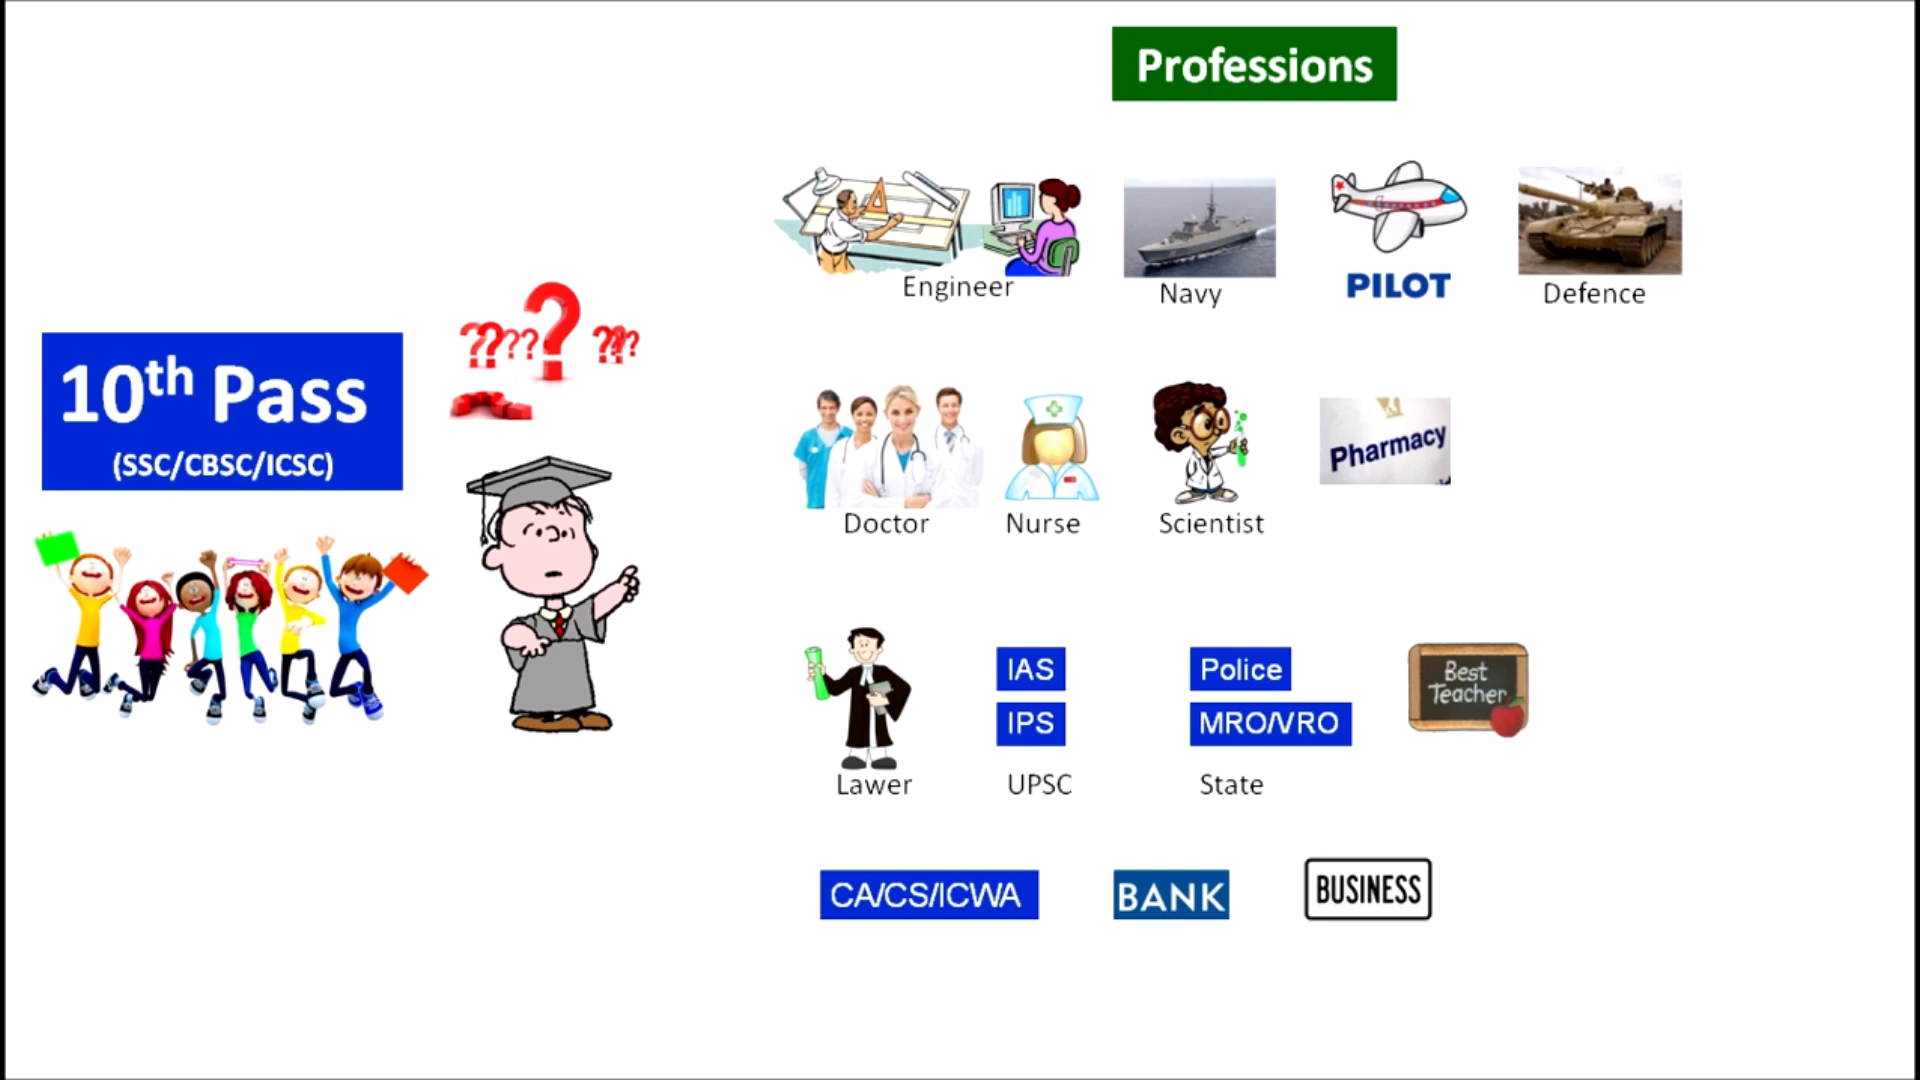 Professions
Engineer
Navy
PILOT
Defence
10th Pass
(SSC/CBSC/ICSC)
????? ? ????
Doctor
Nurse
Scientist
Pharmacy
Lawer
IAS
IPS
UPSC
Police
MRO/VRO
State
Best
Teacher
CA/CS/ICWA
BANK
BUSINESS